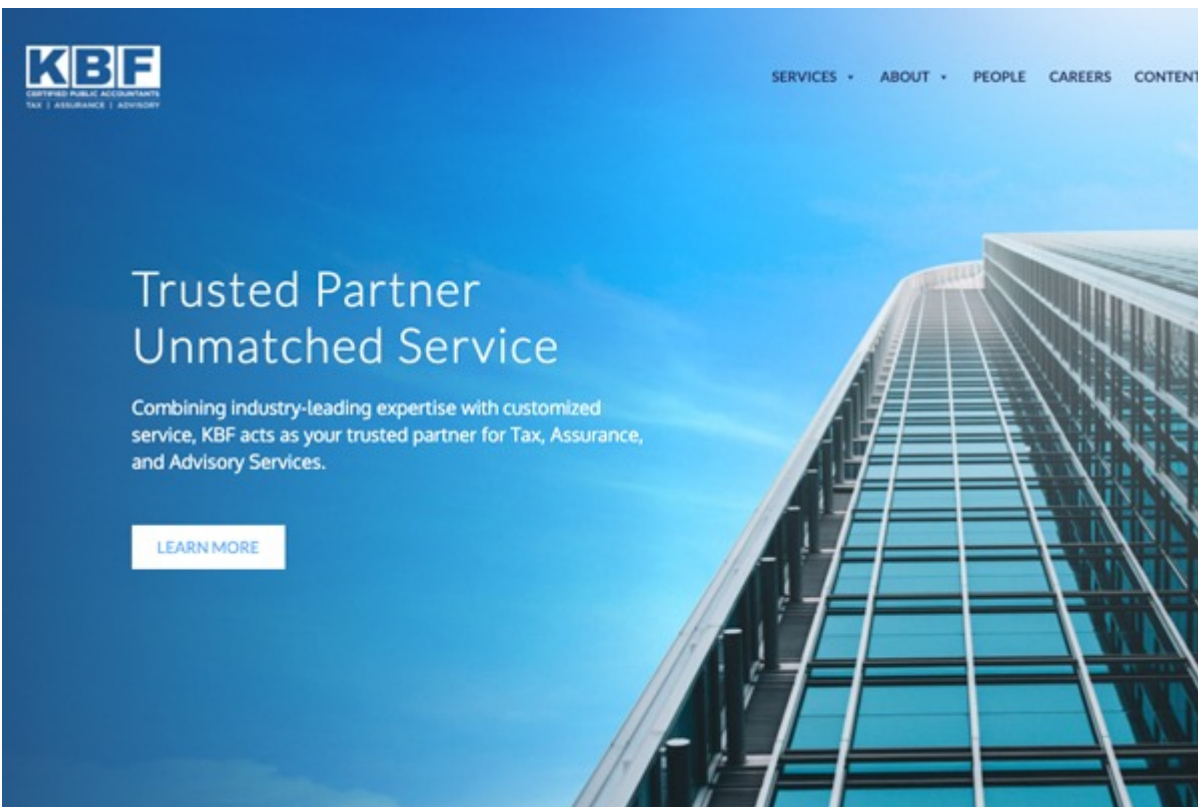 KBF
CERTIFIED PUBLIC ACCOUNTANTS
TAX | ASSURANCE | ADVISORY
SERVICES ABOUT PEOPLE CAREERS CONTENT
Trusted Partner
Unmatched Service
Combining industry-leading expertise with customized
service, KBF acts as your trusted partner for Tax, Assurance,
and Advisory Services.
LEARN MORE